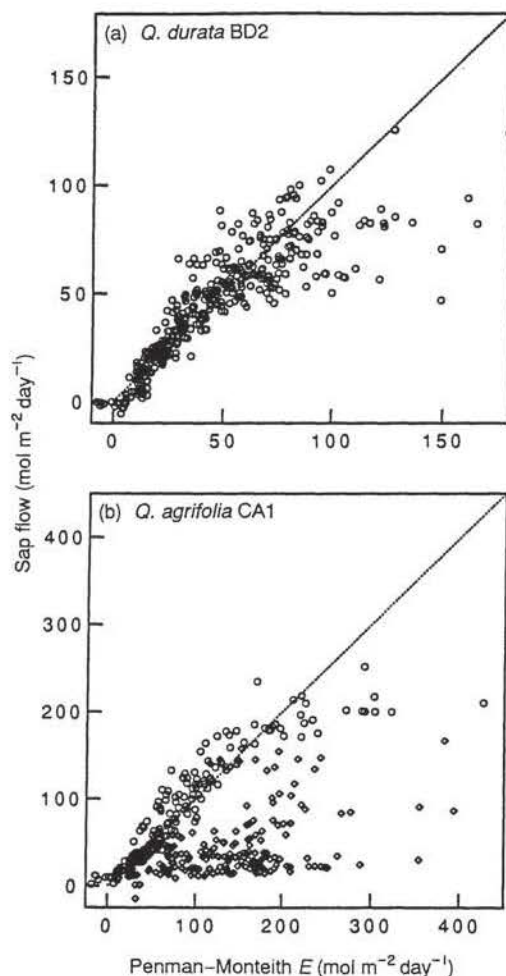 (a) Q. durata BD2
150
100
50
0
0 50 100 150
(b) Q. agrifolia CA1
400
300
200
100
0
0 100 200 300 400
Sap flow (mol m⁻² day⁻¹)
Penman–Monteith E (mol m⁻² day⁻¹)